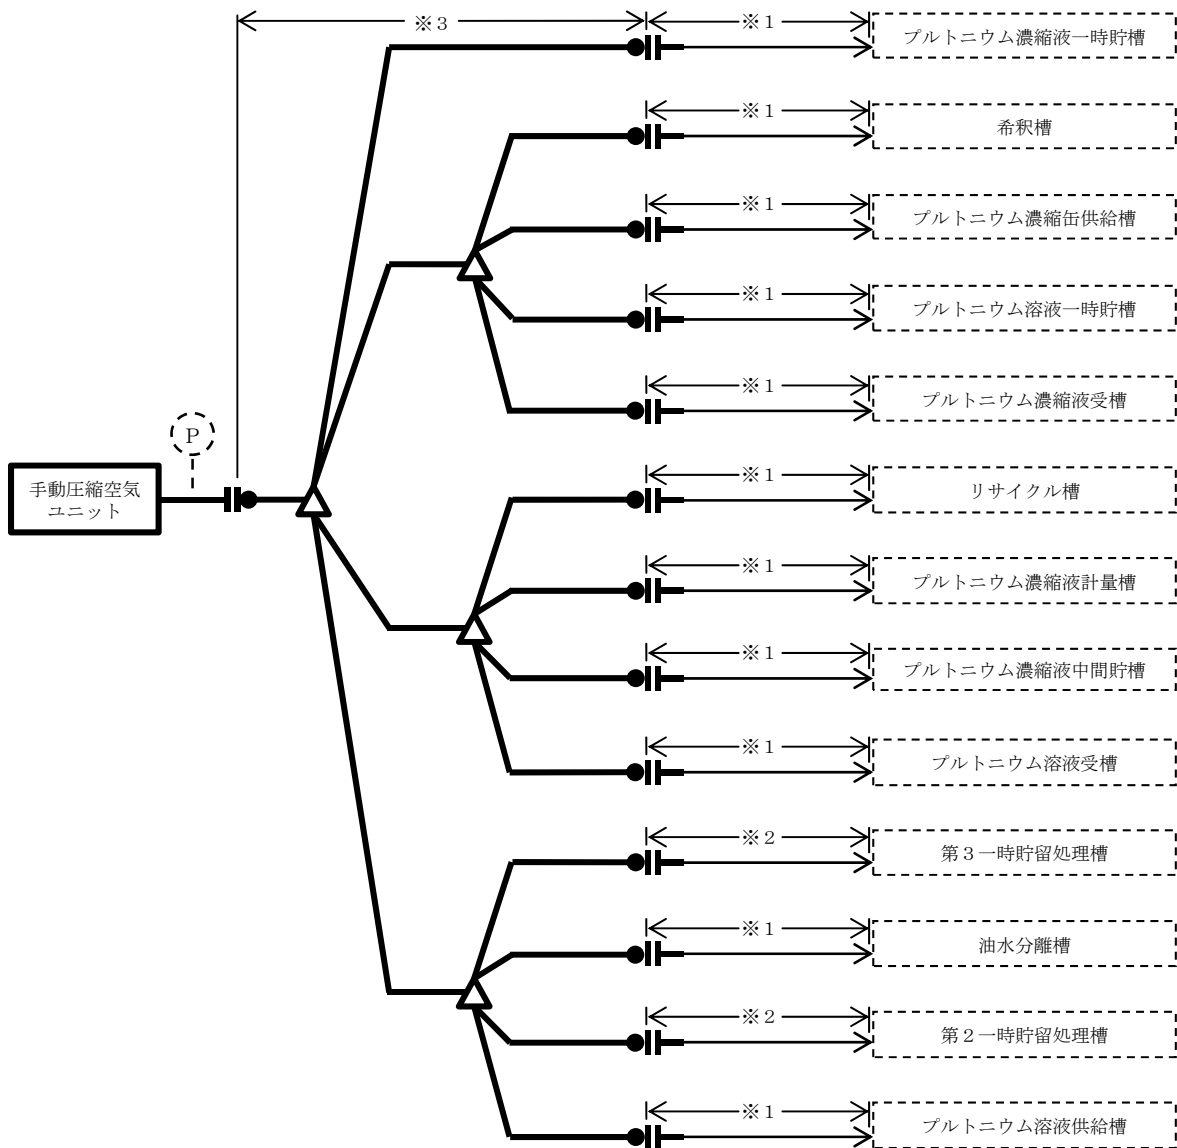 ※３
※１
プルトニウム濃縮液一時貯槽
※１
希釈槽
※１
プルトニウム濃縮缶供給槽
※１
プルトニウム溶液一時貯槽
※１
プルトニウム濃縮液受槽
Ｐ
手動圧縮空気
ユニット
※１
リサイクル槽
※１
プルトニウム濃縮液計量槽
※１
プルトニウム濃縮液中間貯槽
※１
プルトニウム溶液受槽
※２
第３一時貯留処理槽
※１
油水分離槽
※２
第２一時貯留処理槽
※１
プルトニウム溶液供給槽